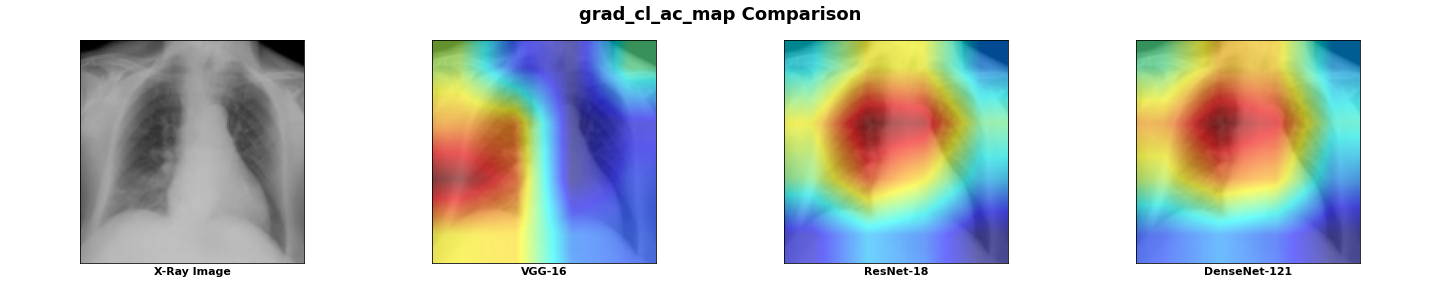 grad_cl_ac_map Comparison
X-Ray Image
VGG-16
ResNet-18
DenseNet-121